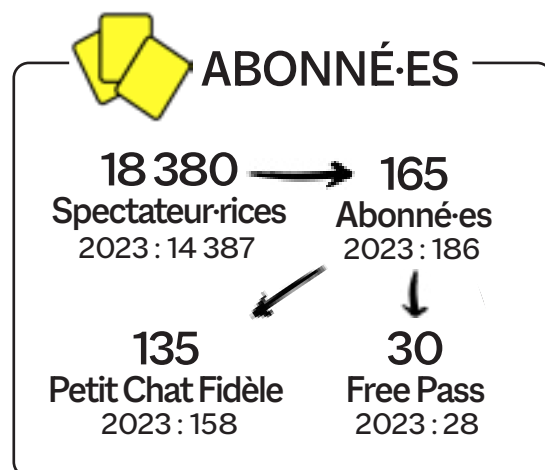 ABONNÉ·ES
18 380
Spectateur·rices
2023 : 14 387
165
Abonné·es
2023 : 186
135
Petit Chat Fidèle
2023 : 158
30
Free Pass
2023 : 28